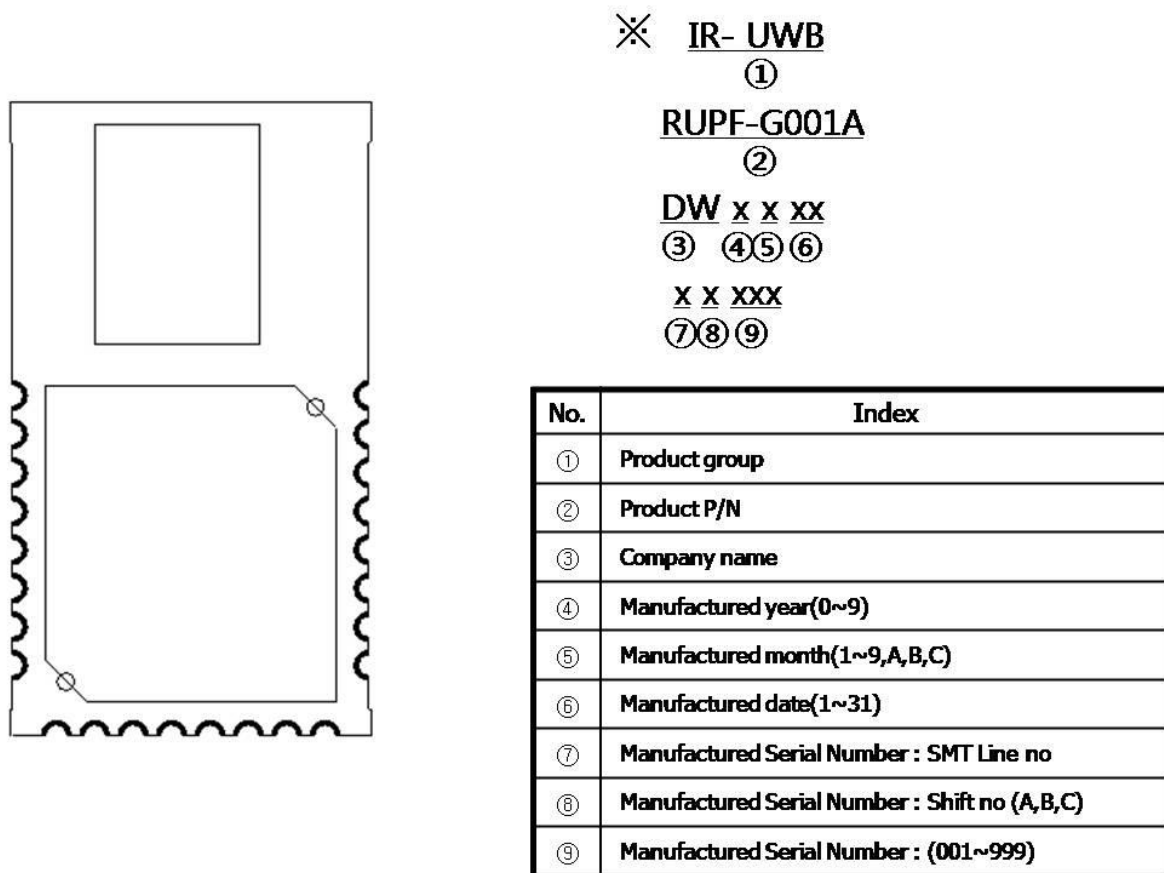 ※ IR- UWB
①
RUPF-G001A
②
DW x x xx
③ ④⑤⑥
x x xxx
⑦⑧⑨
No. Index
① Product group
② Product P/N
③ Company name
④ Manufactured year(0~9)
⑤ Manufactured month(1~9,A,B,C)
⑥ Manufactured date(1~31)
⑦ Manufactured Serial Number : SMT Line no
⑧ Manufactured Serial Number : Shift no (A,B,C)
⑨ Manufactured Serial Number : (001~999)